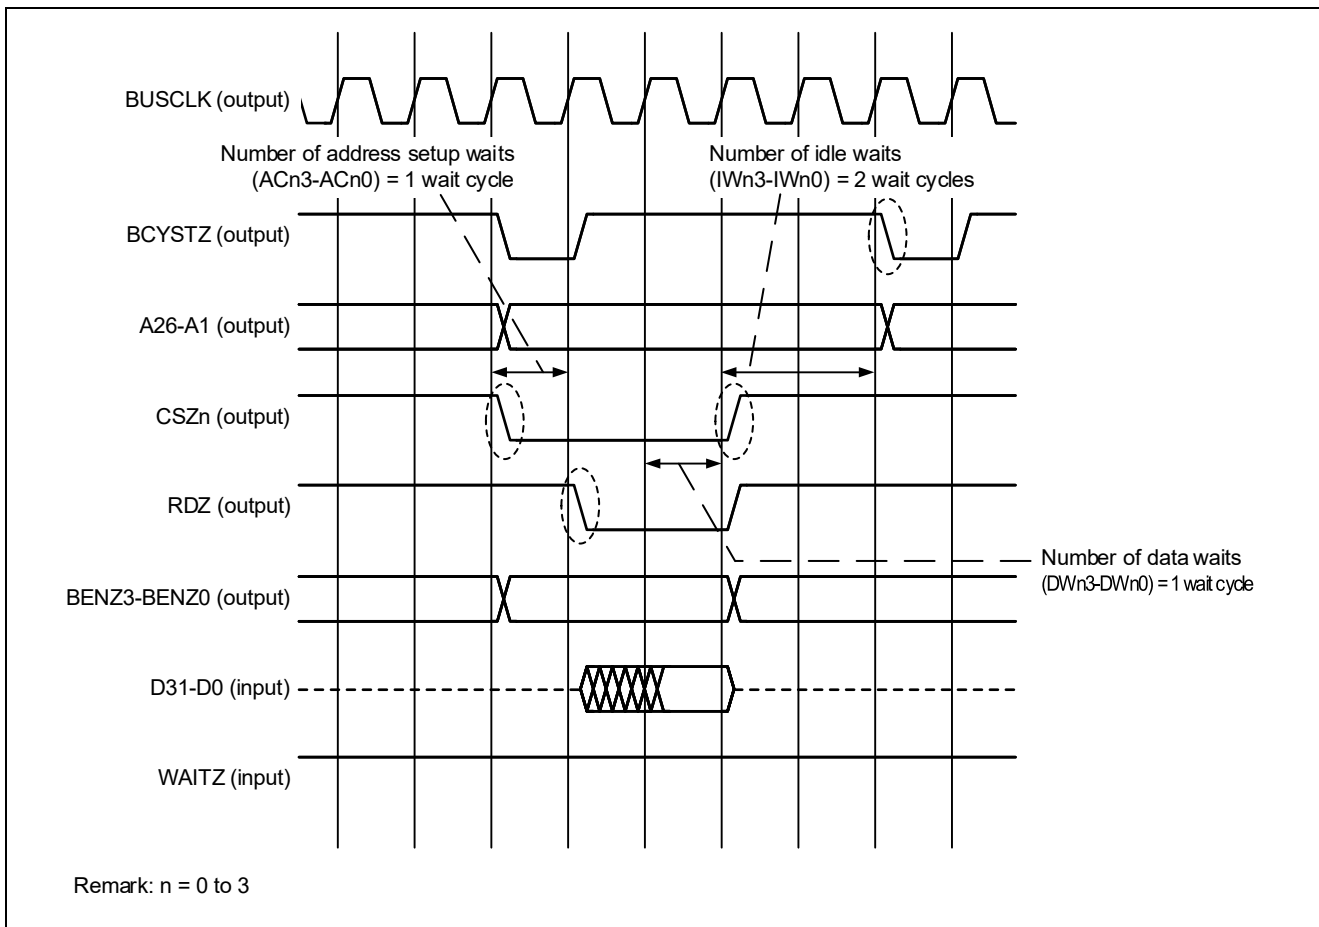 BUSCLK (output)
Number of address setup waits
(ACn3-ACn0) = 1 wait cycle
Number of idle waits
(IWn3-IWn0) = 2 wait cycles
BCYSTZ (output)
A26-A1 (output)
CSZn (output)
RDZ (output)
Number of data waits
(DWn3-DWn0) = 1 wait cycle
BENZ3-BENZ0 (output)
D31-D0 (input)
WAITZ (input)
Remark: n = 0 to 3